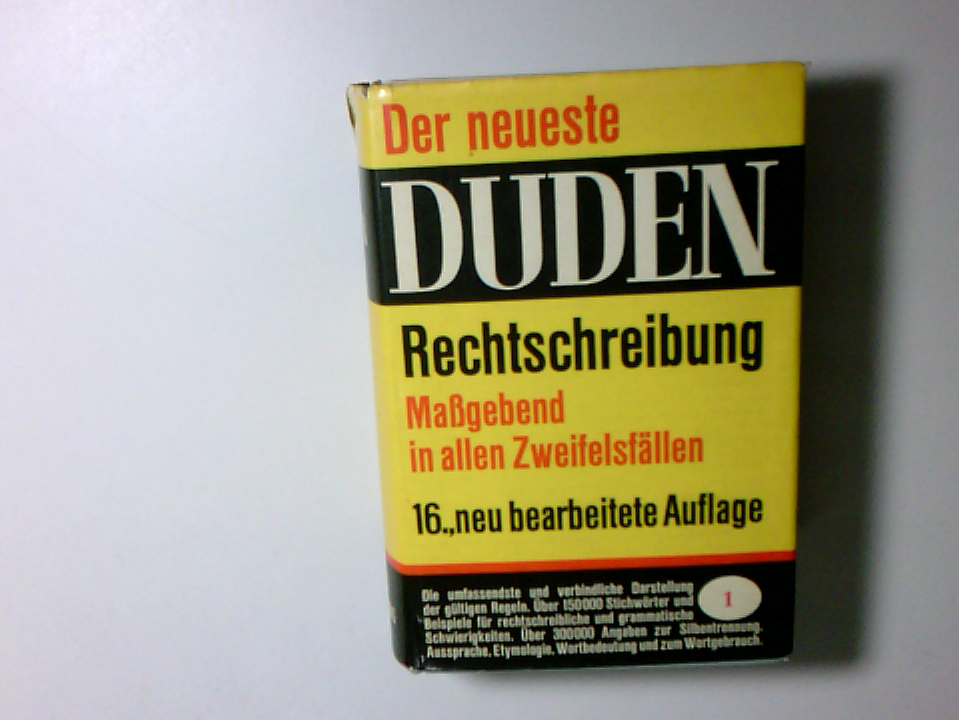 Der neueste
DUDEN
Rechtschreibung
Maßgebend
in allen Zweifelsfällen
16., neu bearbeitete Auflage
Die umfassendste und verbindliche Darstellung
der gültigen Regeln. Über 150000 Stichwörter und
Beispiele für rechtschreibliche und grammatische
Schwierigkeiten. Über 300000 Angaben zur Silbentrennung,
Aussprache, Etymologie, Wortbedeutung und zum Wortgebrauch.
1